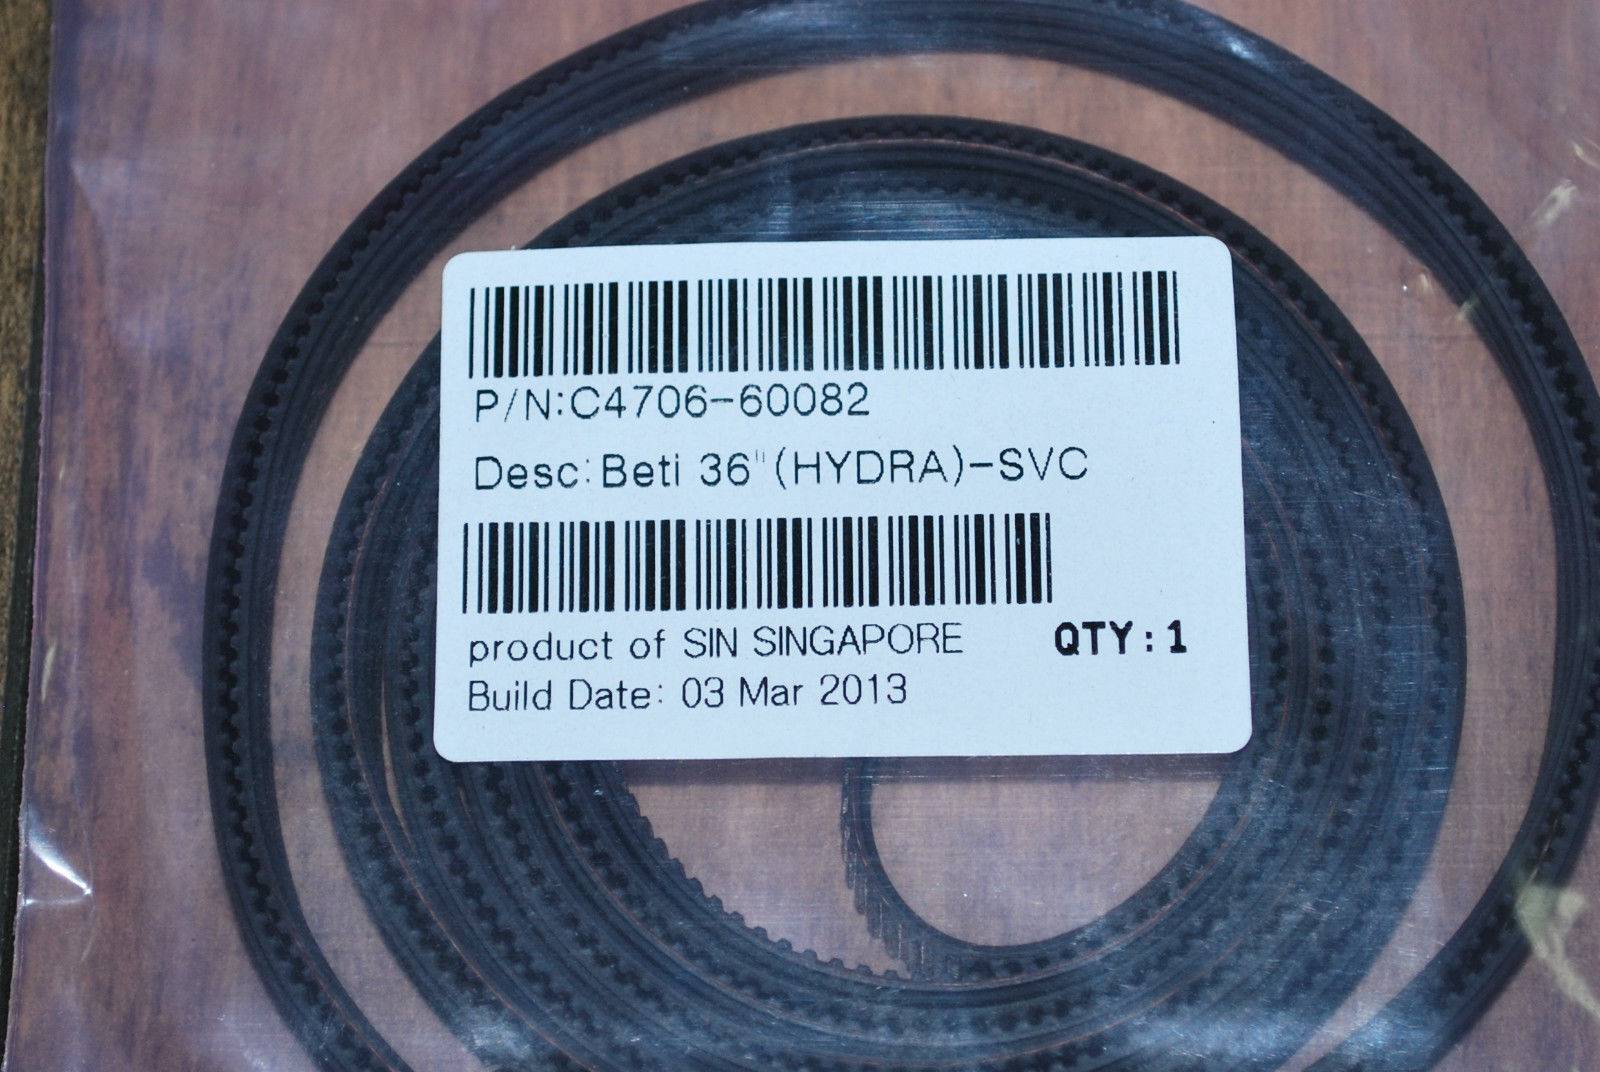 P/N:C4706-60082
Desc:Beti 36"(HYDRA)-SVC
product of SIN SINGAPORE QTY:1
Build Date: 03 Mar 2013